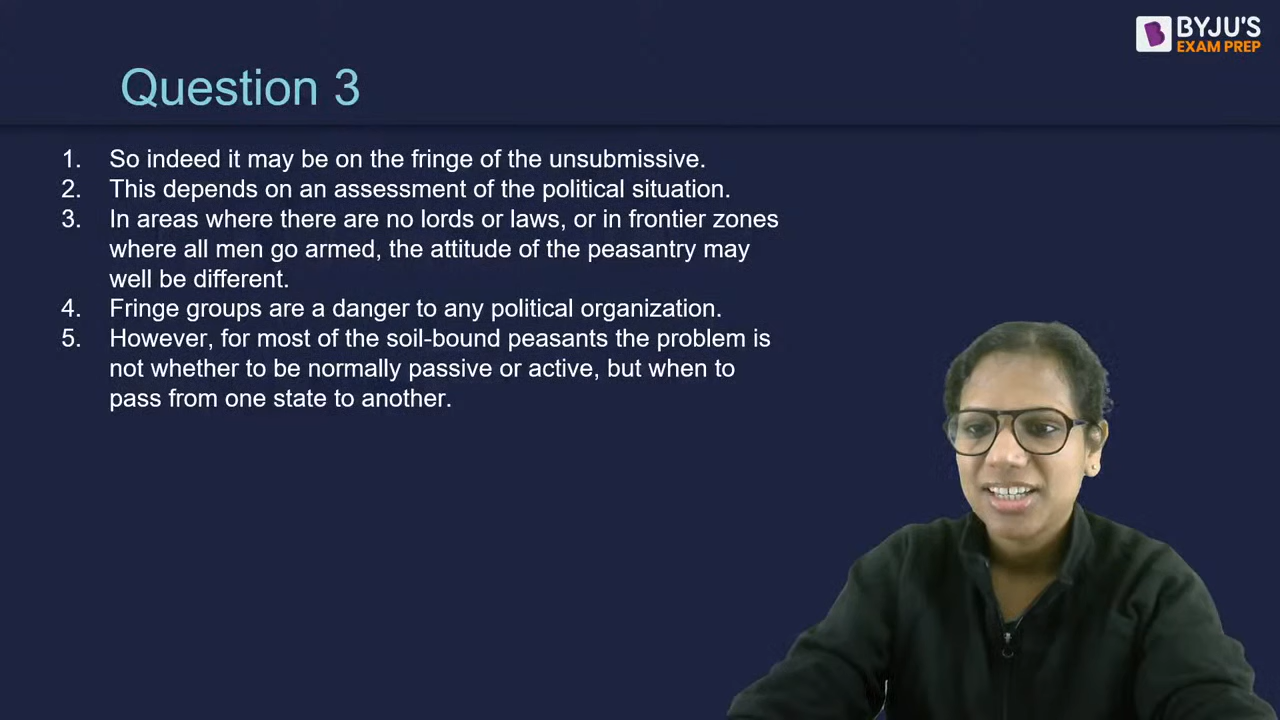 BYJU'S
EXAM PREP
Question 3
1. So indeed it may be on the fringe of the unsubmissive.
2. This depends on an assessment of the political situation.
3. In areas where there are no lords or laws, or in frontier zones
where all men go armed, the attitude of the peasantry may
well be different.
4. Fringe groups are a danger to any political organization.
5. However, for most of the soil-bound peasants the problem is
not whether to be normally passive or active, but when to
pass from one state to another.